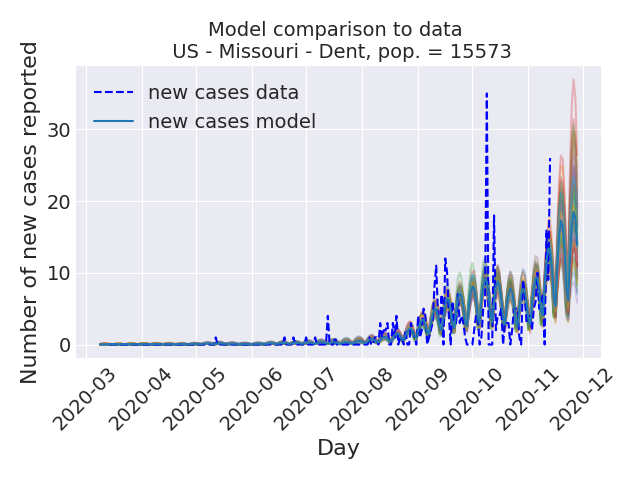 Model comparison to data
US - Missouri - Dent, pop. = 15573
Number of new cases reported
new cases data
new cases model
30
20
10
0
2020-03
2020-04
2020-05
2020-06
2020-07
2020-08
2020-09
2020-10
2020-11
2020-12
Day